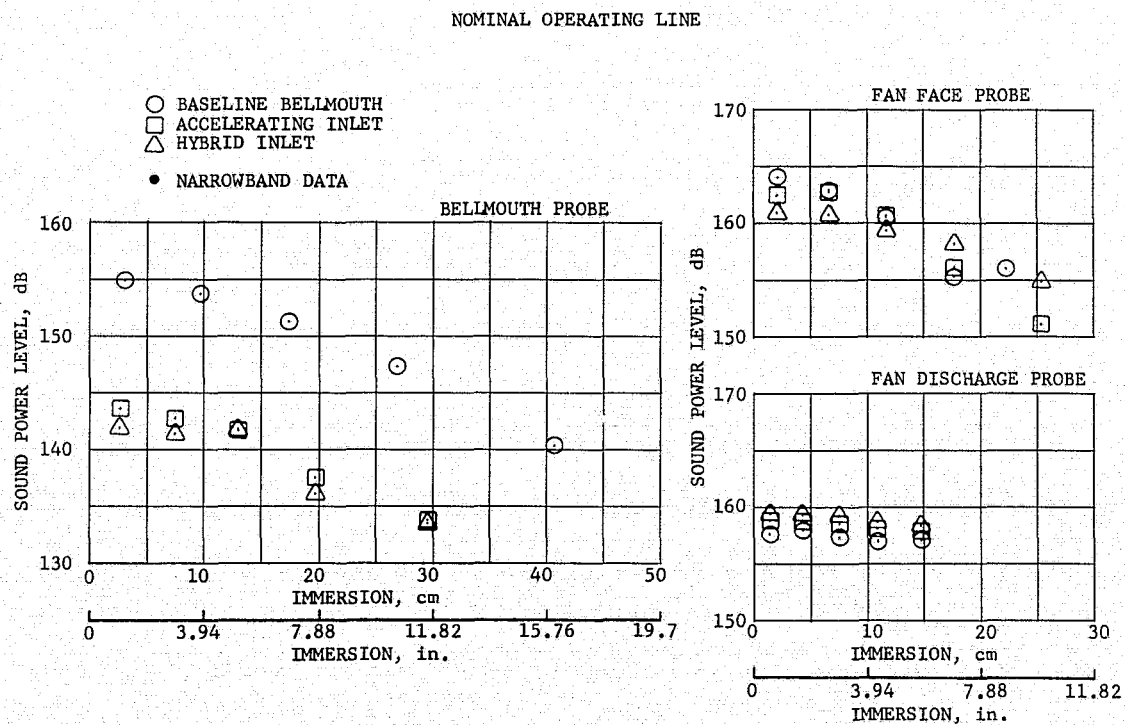 NOMINAL OPERATING LINE
BASELINE BELLMOUTH
ACCELERATING INLET
HYBRID INLET
NARROWBAND DATA
BELLMOUTH PROBE
160
150
140
130
SOUND POWER LEVEL, dB
0 10 20 30 40 50
IMMERSION, cm
0 3.94 7.88 11.82 15.76 19.7
IMMERSION, in.
FAN FACE PROBE
170
160
150
SOUND POWER LEVEL, dB
FAN DISCHARGE PROBE
170
160
150
0 10 20 30
IMMERSION, cm
0 3.94 7.88 11.82
IMMERSION, in.